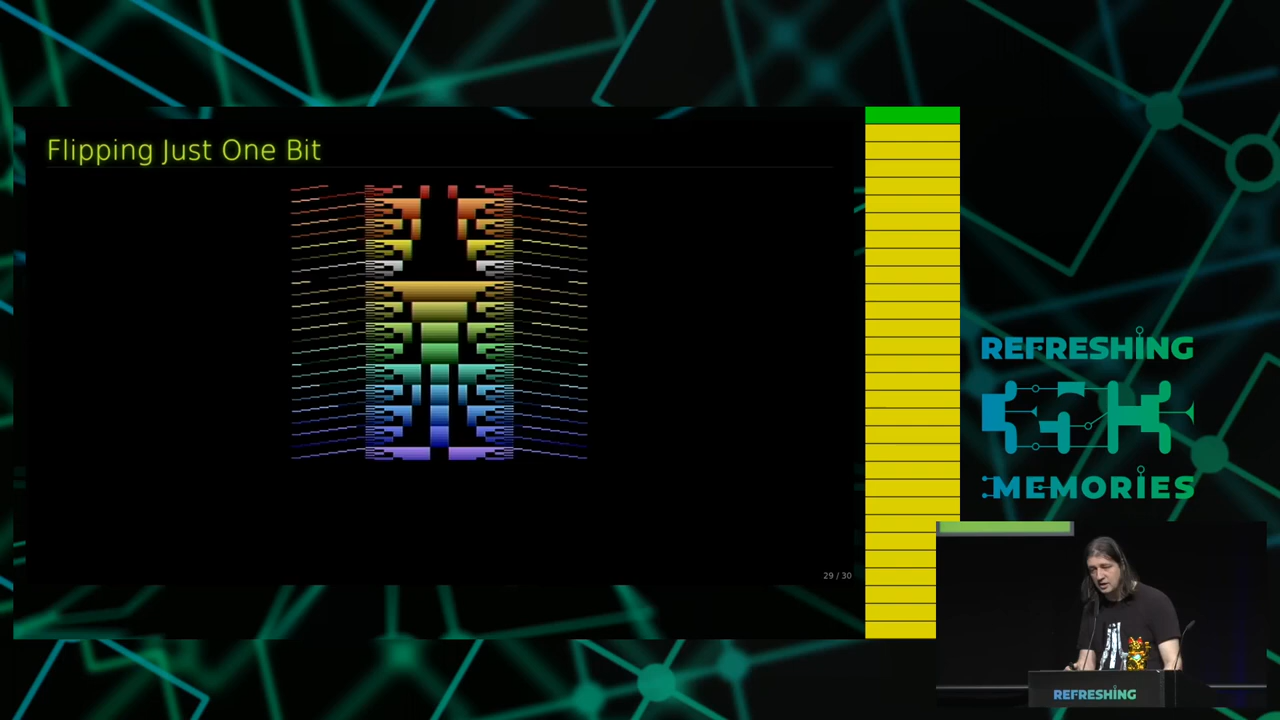 Flipping Just One Bit
29 / 30
REFRESHING
MEMORIES
REFRESHING